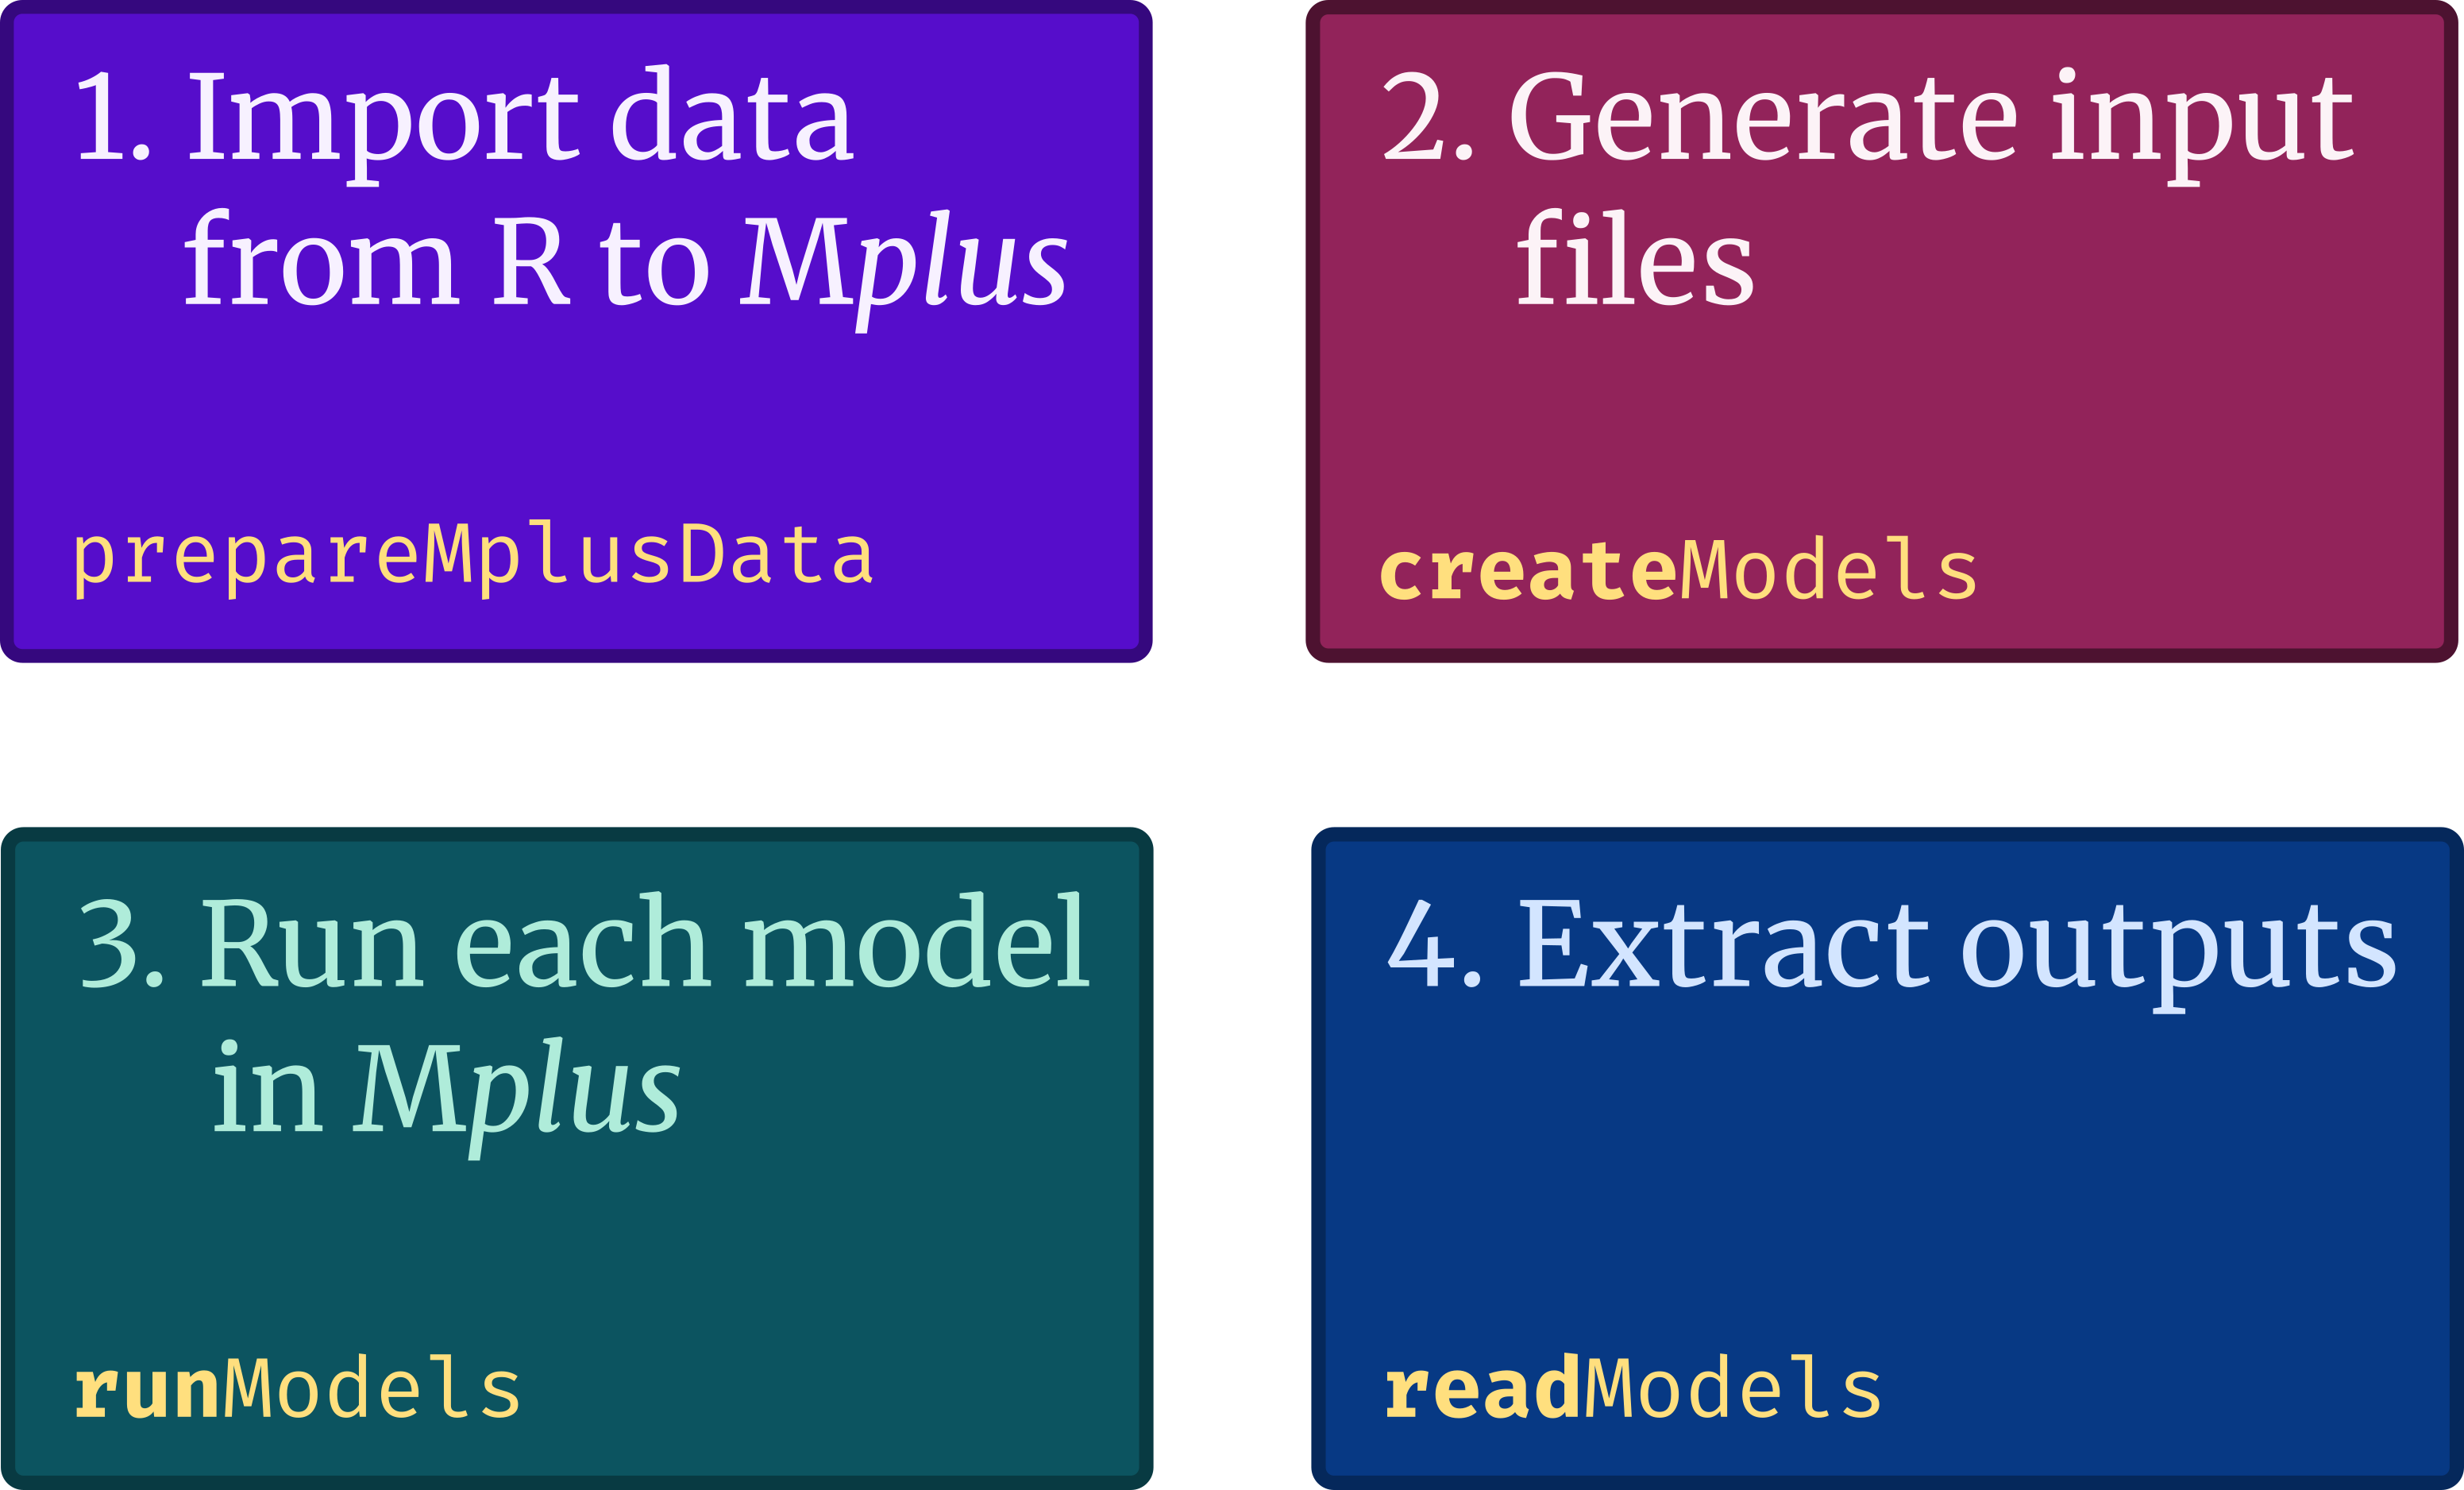 1. Import data
from R to Mplus
prepareMplusData
2. Generate input
files
createModels
3. Run each model
in Mplus
runModels
4. Extract outputs
readModels